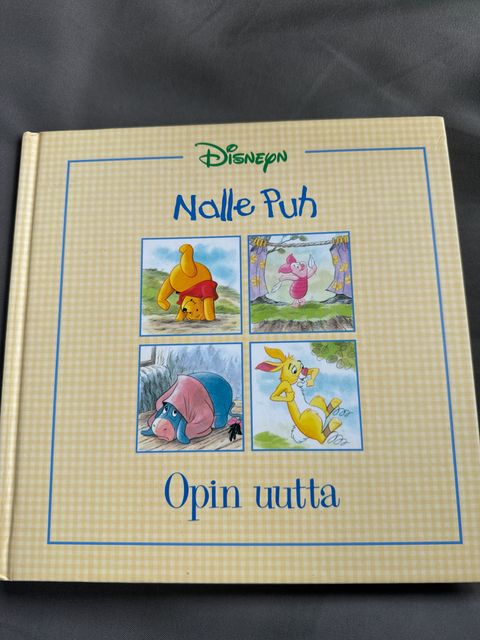 Disneyn
Nalle Puh
Opin uutta